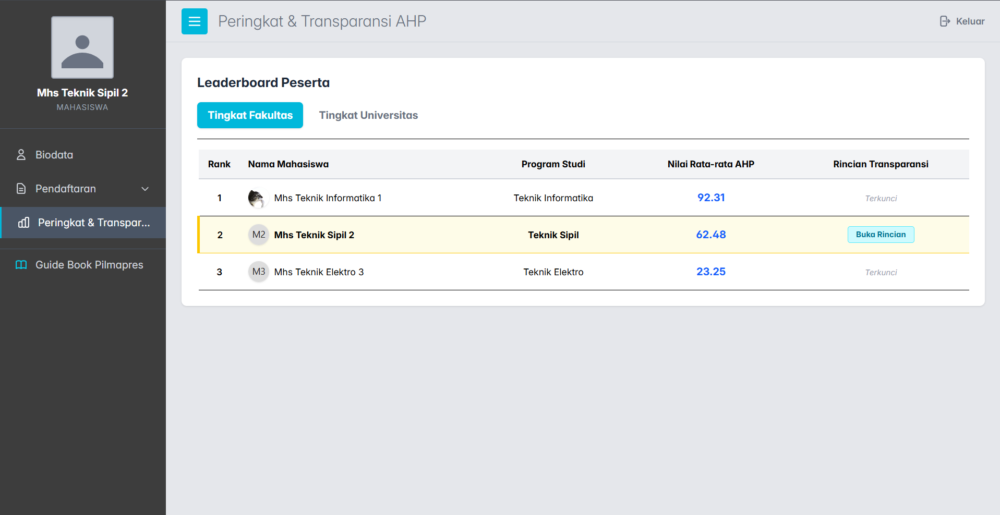 Peringkat & Transparansi AHP
Keluar
Mhs Teknik Sipil 2
MAHASISWA
Biodata
Pendaftaran
Peringkat & Transpar...
Guide Book Pilmapres
Leaderboard Peserta
Tingkat Fakultas Tingkat Universitas
Rank Nama Mahasiswa Program Studi Nilai Rata-rata AHP Rincian Transparansi
1 Mhs Teknik Informatika 1 Teknik Informatika 92.31 Terkunci
2 M2 Mhs Teknik Sipil 2 Teknik Sipil 62.48 Buka Rincian
3 M3 Mhs Teknik Elektro 3 Teknik Elektro 23.25 Terkunci